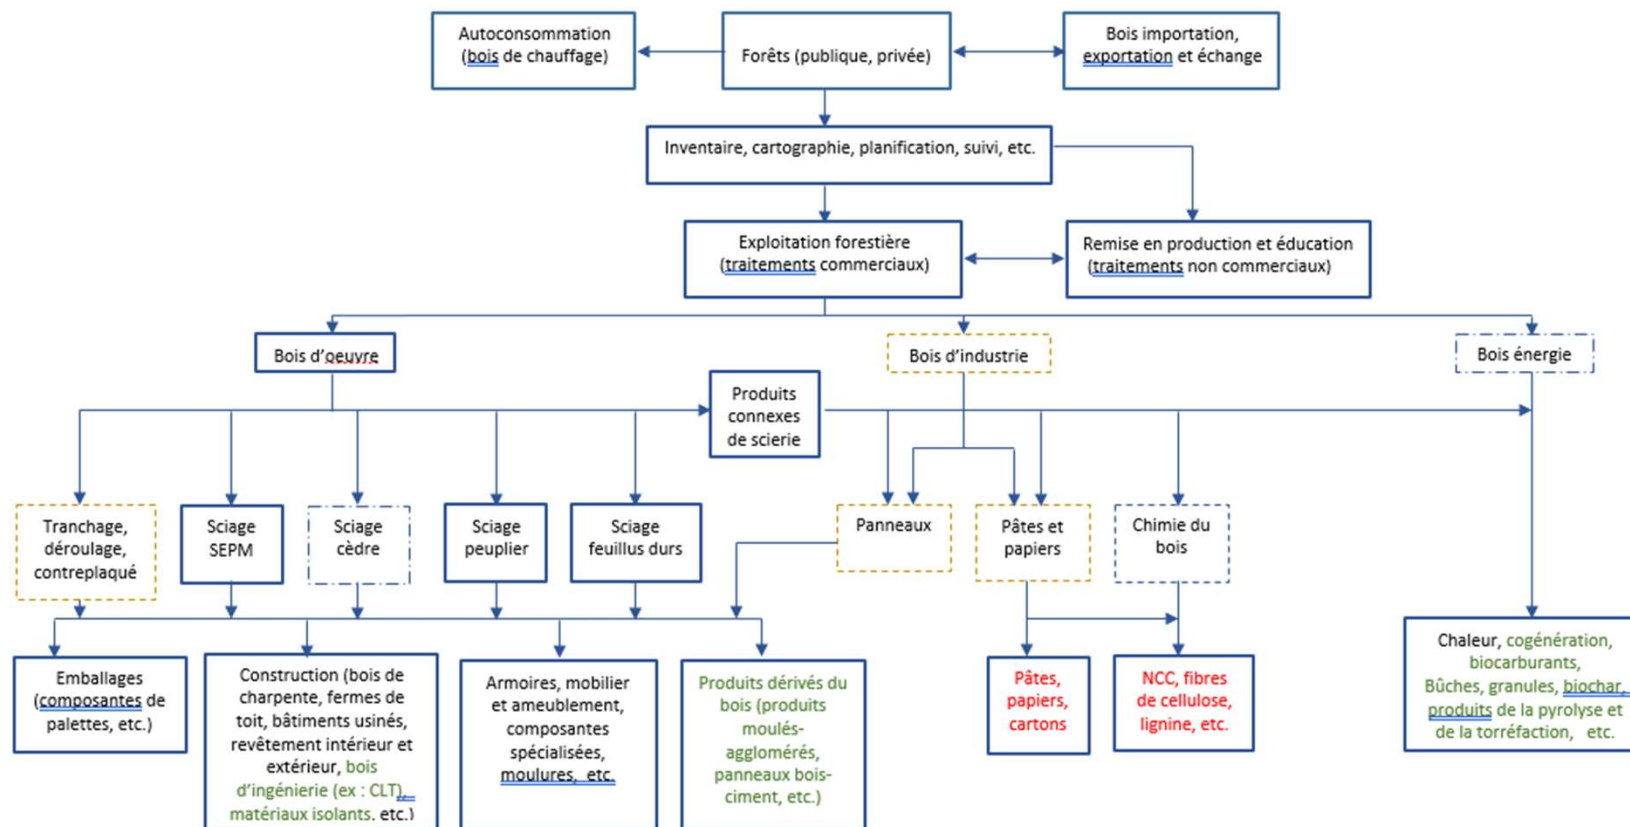 Autoconsommation
(bois de chauffage)
Forêts (publique, privée)
Bois importation,
exportation et échange
Inventaire, cartographie, planification, suivi, etc.
Exploitation forestière
(traitements commerciaux)
Remise en production et éducation
(traitements non commerciaux)
Bois d'oeuvre
Bois d'industrie
Bois énergie
Produits
connexes
de scierie
Tranchage,
déroulage,
contreplaqué
Sciage
SEPM
Sciage
cèdre
Sciage
peuplier
Sciage
feuillus durs
Panneaux
Pâtes et
papiers
Chimie du
bois
Emballages
(composantes de
palettes, etc.)
Construction (bois de
charpente, fermes de
toit, bâtiments usinés,
revêtement intérieur et
extérieur, bois
d'ingénierie (ex : CLT),
matériaux isolants, etc.)
Armoires, mobilier
et ameublement,
composantes
spécialisées,
moulures, etc.
Produits dérivés du
bois (produits
moulés-
agglomérés,
panneaux bois-
ciment, etc.)
Pâtes,
papiers,
cartons
NCC, fibres
de cellulose,
lignine, etc.
Chaleur, cogénération,
biocarburants,
Bûches, granules, biochar,
produits de la pyrolyse et
de la torréfaction, etc.